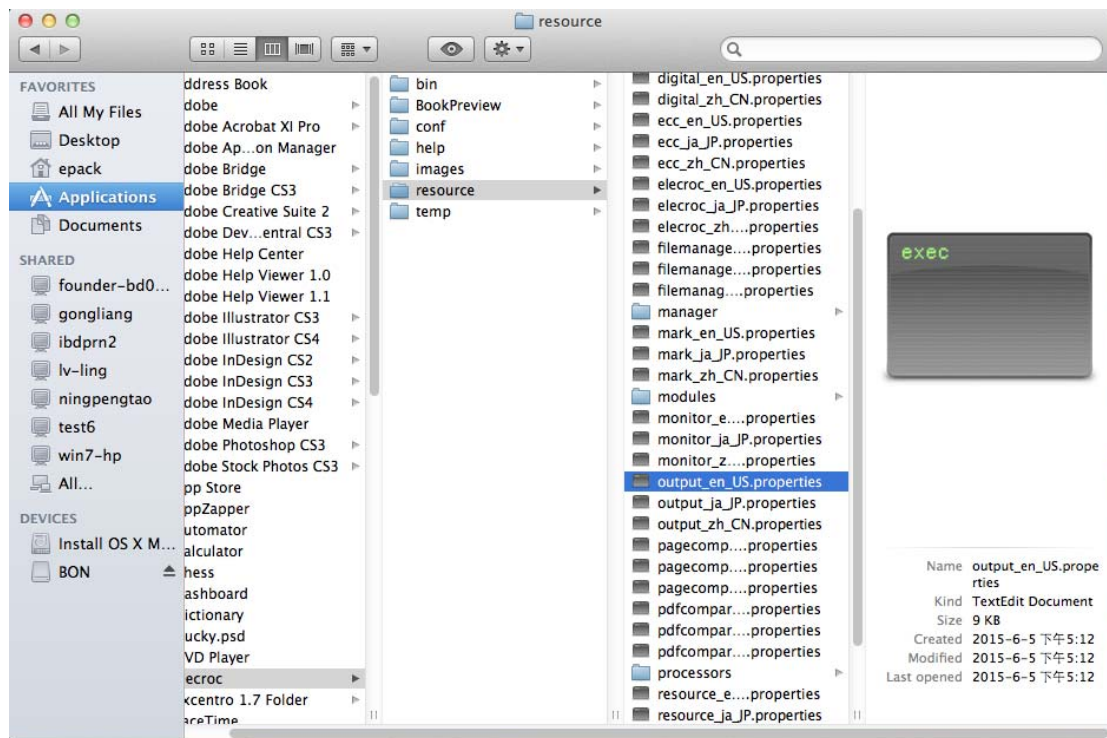 resource
FAVORITES
All My Files
Desktop
epack
Applications
Documents
SHARED
founder-bd0...
gongliang
ibdprn2
lv-ling
ningpengtao
test6
win7-hp
All...
DEVICES
Install OS X M...
BON
ddress Book
dobe
dobe Acrobat XI Pro
dobe Ap...on Manager
dobe Bridge
dobe Bridge CS3
dobe Creative Suite 2
dobe Dev...entral CS3
dobe Help Center
dobe Help Viewer 1.0
dobe Help Viewer 1.1
dobe Illustrator CS3
dobe Illustrator CS4
dobe InDesign CS2
dobe InDesign CS3
dobe InDesign CS4
dobe Media Player
dobe Photoshop CS3
dobe Stock Photos CS3
pp Store
ppZapper
utomator
alculator
hess
ashboard
ictionary
ucky.psd
VD Player
ecroc
xcentro 1.7 Folder
aceTime
bin
BookPreview
conf
help
images
resource
temp
digital_en_US.properties
digital_zh_CN.properties
ecc_en_US.properties
ecc_ja_JP.properties
ecc_zh_CN.properties
elecroc_en_US.properties
elecroc_ja_JP.properties
elecroc_zh....properties
filemanage....properties
filemanage....properties
filemanag....properties
manager
mark_en_US.properties
mark_ja_JP.properties
mark_zh_CN.properties
modules
monitor_e....properties
monitor_ja_JP.properties
monitor_z....properties
output_en_US.properties
output_ja_JP.properties
output_zh_CN.properties
pagecomp....properties
pagecomp....properties
pagecomp....properties
pdfcompar....properties
pdfcompar....properties
pdfcompar....properties
processors
resource_e....properties
resource_ja_JP.properties
exec
Name output_en_US.prope
rties
Kind TextEdit Document
Size 9 KB
Created 2015-6-5 下午5:12
Modified 2015-6-5 下午5:12
Last opened 2015-6-5 下午5:12